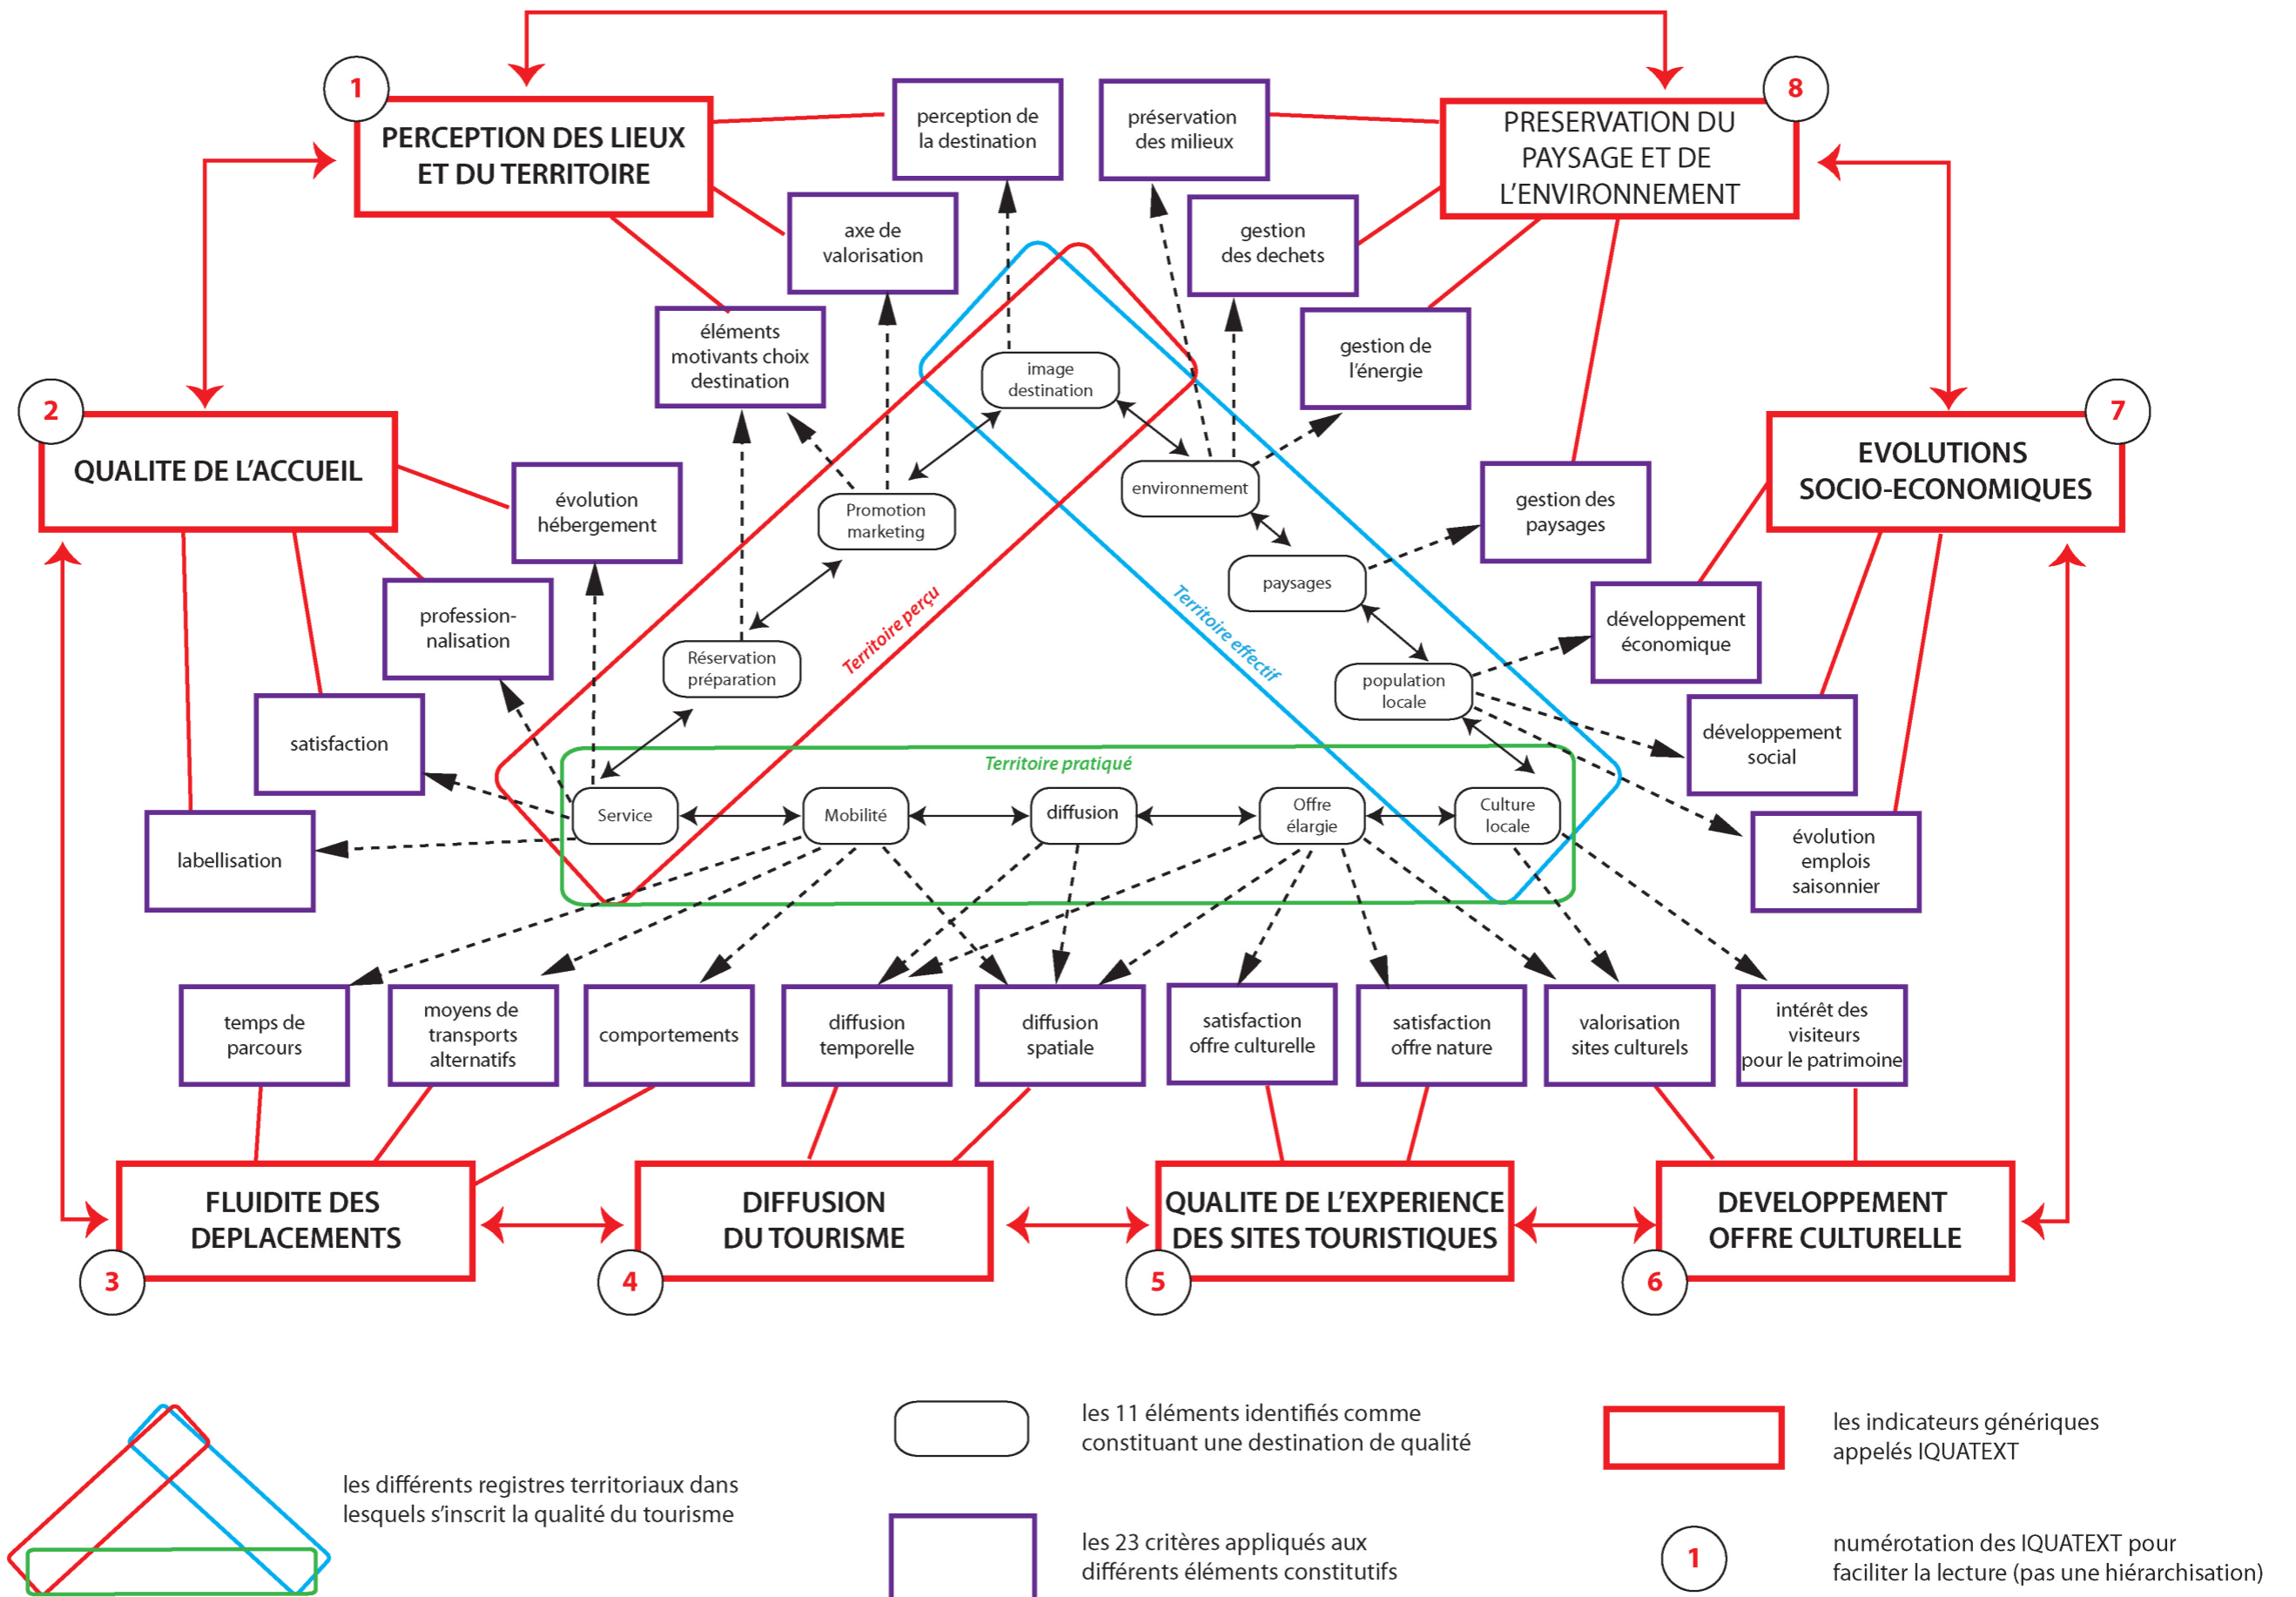 1
PERCEPTION DES LIEUX
ET DU TERRITOIRE
perception de
la destination
axe de
valorisation
éléments
motivants choix
destination
8
PRESERVATION DU
PAYSAGE ET DE
L'ENVIRONNEMENT
préservation
des milieux
gestion
des dechets
gestion de
l'énergie
gestion des
paysages
2
QUALITE DE L'ACCUEIL
évolution
hébergement
profession-
nalisation
satisfaction
labellisation
7
EVOLUTIONS
SOCIO-ECONOMIQUES
développement
économique
développement
social
évolution
emplois
saisonnier
image
destination
Promotion
marketing
Réservation
préparation
Territoire perçu
environnement
paysages
population
locale
Territoire effectif
Territoire pratiqué
Service
Mobilité
diffusion
Offre
élargie
Culture
locale
temps de
parcours
moyens de
transports
alternatifs
comportements
diffusion
temporelle
diffusion
spatiale
satisfaction
offre culturelle
satisfaction
offre nature
valorisation
sites culturels
intérêt des
visiteurs
pour le patrimoine
FLUIDITE DES
DEPLACEMENTS
3
DIFFUSION
DU TOURISME
4
QUALITE DE L'EXPERIENCE
DES SITES TOURISTIQUES
5
DEVELOPPEMENT
OFFRE CULTURELLE
6
les différents registres territoriaux dans
lesquels s'inscrit la qualité du tourisme
les 11 éléments identifiés comme
constituant une destination de qualité
les 23 critères appliqués aux
différents éléments constitutifs
les indicateurs génériques
appelés IQUATEXT
1
numérotation des IQUATEXT pour
faciliter la lecture (pas une hiérarchisation)